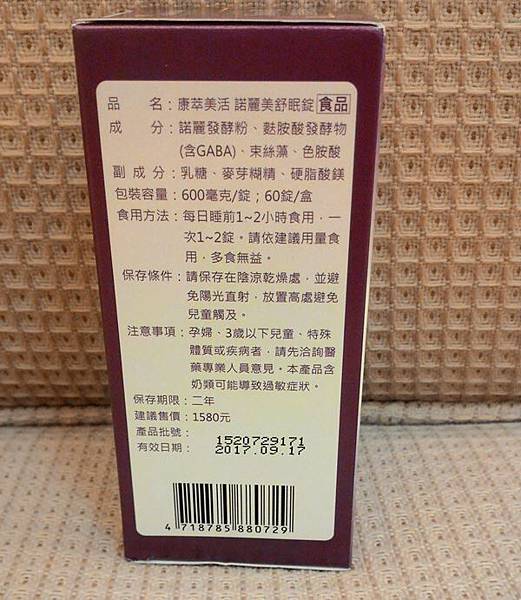 品　　名：康萃美活 諾麗美舒眠錠 食品
成　　分：諾麗發酵粉、麩胺酸發酵物
(含GABA)、束絲藻、色胺酸
副 成 分：乳糖、麥芽糊精、硬脂酸鎂
包裝容量：600毫克/錠；60錠/盒
食用方法：每日睡前1~2小時食用，一
次1~2錠。請依建議用量食
用，多食無益。
保存條件：請保存在陰涼乾燥處，並避
免陽光直射，放置高處避免
兒童觸及。
注意事項：孕婦、3歲以下兒童、特殊
體質或疾病者，請先洽詢醫
藥專業人員意見。本產品含
奶類可能導致過敏症狀。
保存期限：二年
建議售價：1580元
產品批號：1520729171
有效日期：2017.09.17
4 718785 880729